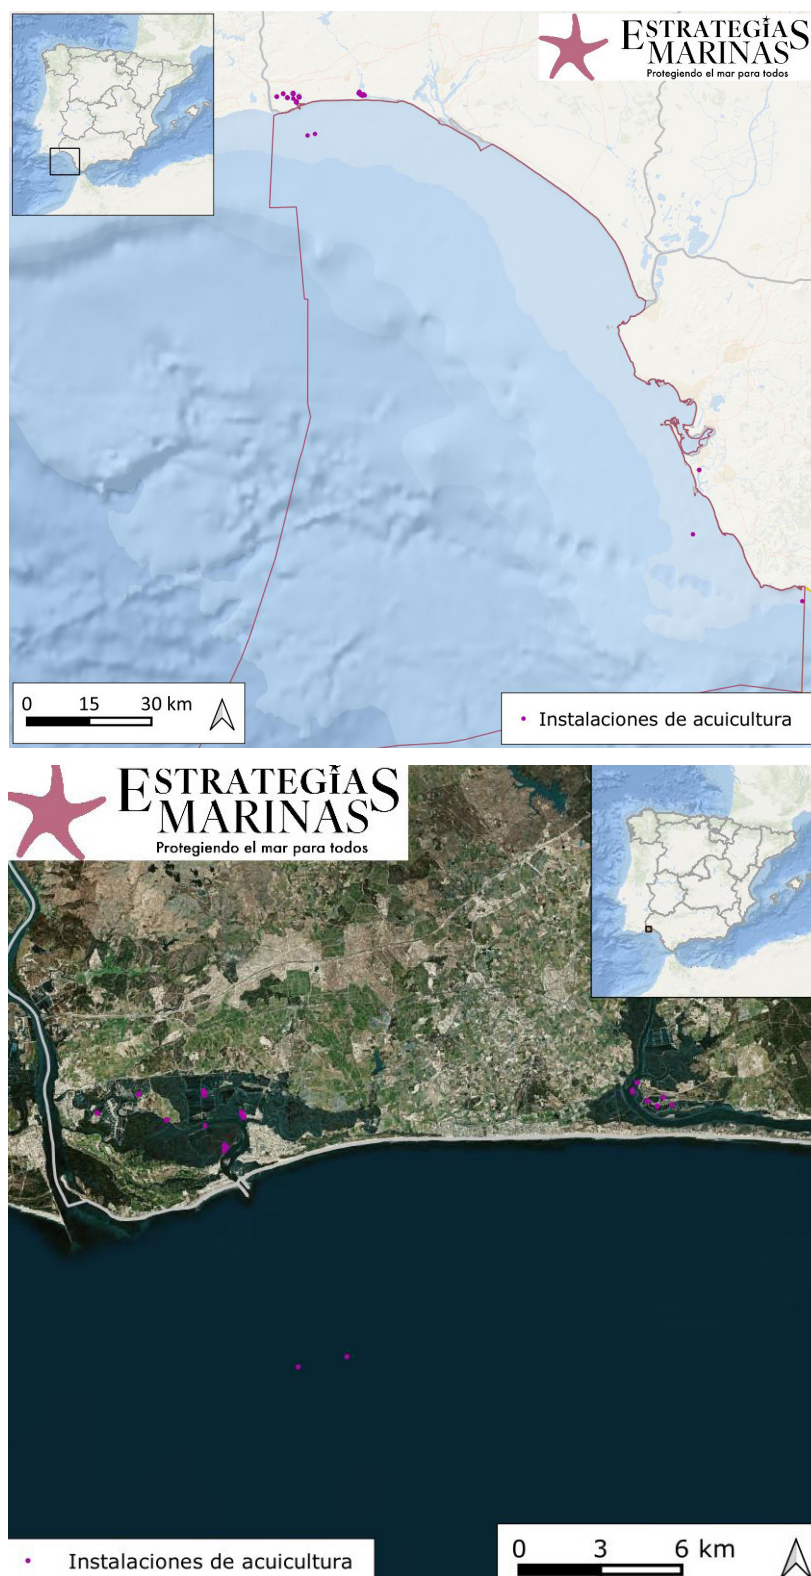 ESTRATEGIAS
MARINAS
Protegiendo el mar para todos
0 15 30 km
Instalaciones de acuicultura
ESTRATEGIAS
MARINAS
Protegiendo el mar para todos
Instalaciones de acuicultura
0 3 6 km